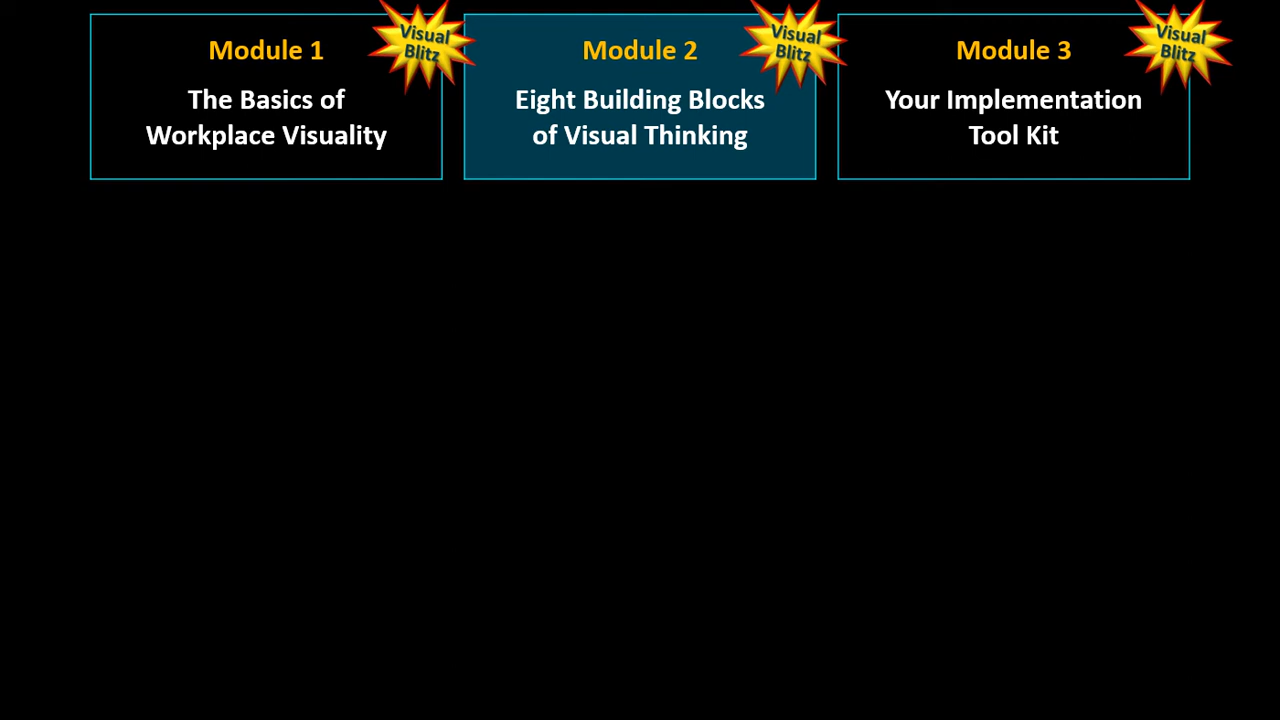 Module 1
Visual
Blitz
The Basics of
Workplace Visuality
Module 2
Visual
Blitz
Eight Building Blocks
of Visual Thinking
Module 3
Visual
Blitz
Your Implementation
Tool Kit